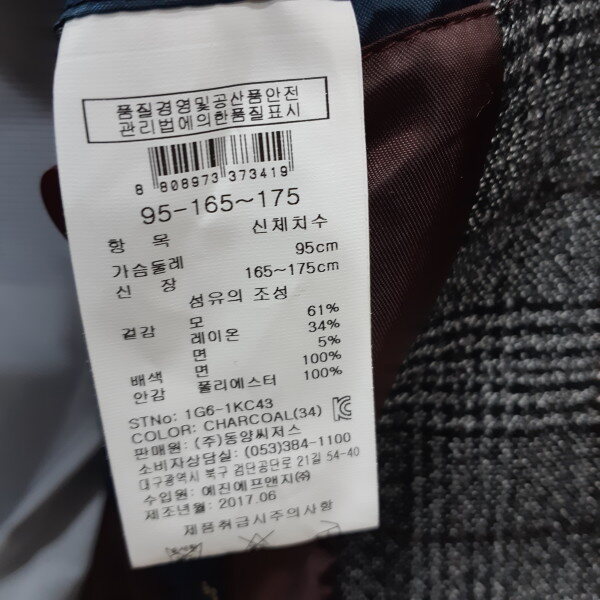 품질경영및공산품안전
관리법에의한품질표시
8 808973 373419
95-165~175
항 목 신체치수
가슴둘레 95cm
신 장 165~175cm
섬유의 조성
겉감 모 61%
레이온 34%
면 5%
배색 면 100%
안감 폴리에스터 100%
STNo: 1G6-1KC43
COLOR: CHARCOAL(34)
판매원: (주)동양씨저스
소비자상담실: (053)384-1100
대구광역시 북구 검단공단로 21길 54-40
수입원: 예진에프앤지㈜
제조년월: 2017.06
제품취급시주의사항